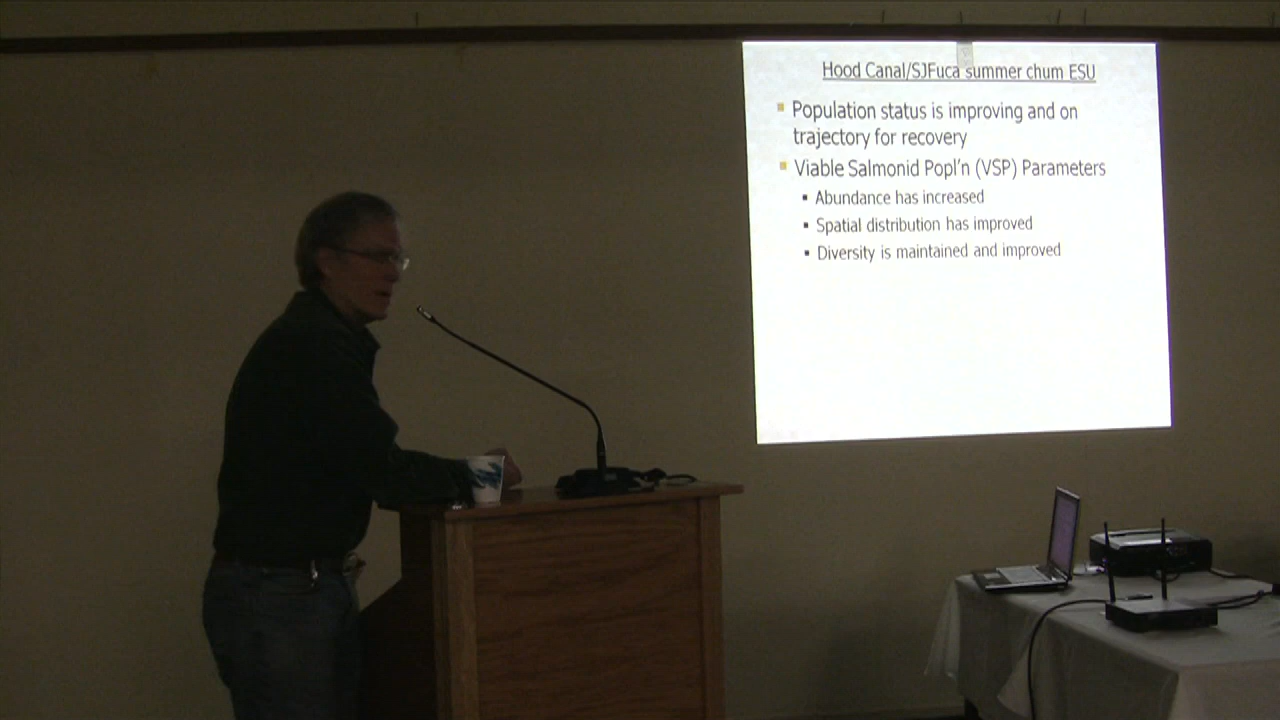 Hood Canal/SJFuca summer chum ESU
Population status is improving and on
trajectory for recovery
Viable Salmonid Popl'n (VSP) Parameters
Abundance has increased
Spatial distribution has improved
Diversity is maintained and improved